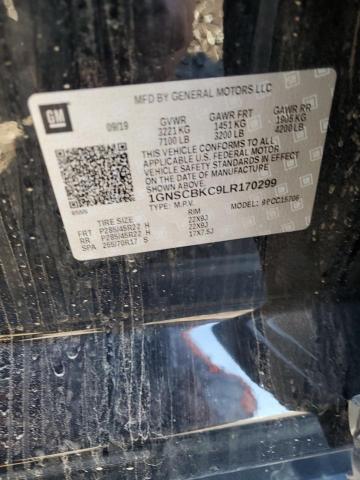 MFD BY GENERAL MOTORS LLC
GM
09/19
GVWR GAWR FRT GAWR RR
3221 KG 1451 KG 1905 KG
7100 LB 3200 LB 4200 LB
THIS VEHICLE CONFORMS TO ALL
APPLICABLE U.S. FEDERAL MOTOR
VEHICLE SAFETY STANDARDS IN EFFECT
ON THE DATE OF MANUFACTURE
SHOWN ABOVE.
1GNSCBKC9LR170299
TYPE: M.P.V. MODEL:
TIRE SIZE RIM
FRT P285/45R22 H 22X9J
RR P285/45R22 H 22X9J
SPA 265/70R17 S 17X7.5J